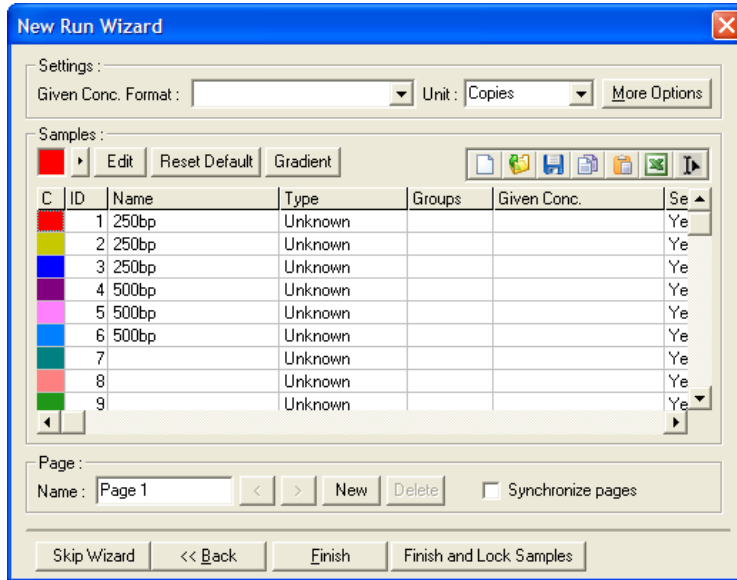 New Run Wizard
Settings :
Given Conc. Format : Unit : Copies More Options
Samples :
Edit Reset Default Gradient
C ID Name Type Groups Given Conc. Se
1 250bp Unknown Ye
2 250bp Unknown Ye
3 250bp Unknown Ye
4 500bp Unknown Ye
5 500bp Unknown Ye
6 500bp Unknown Ye
7 Unknown Ye
8 Unknown Ye
9 Unknown Ye
Page :
Name : Page 1 < > New Delete Synchronize pages
Skip Wizard << Back Finish Finish and Lock Samples